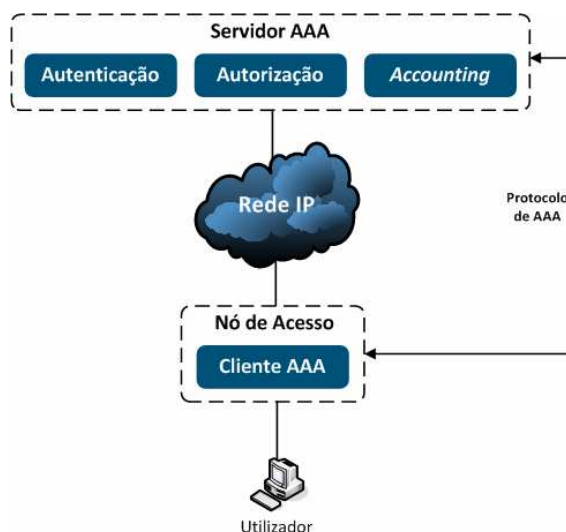 Servidor AAA
Autenticação
Autorização
Accounting
Rede IP
Protocolo
de AAA
Nó de Acesso
Cliente AAA
Utilizador